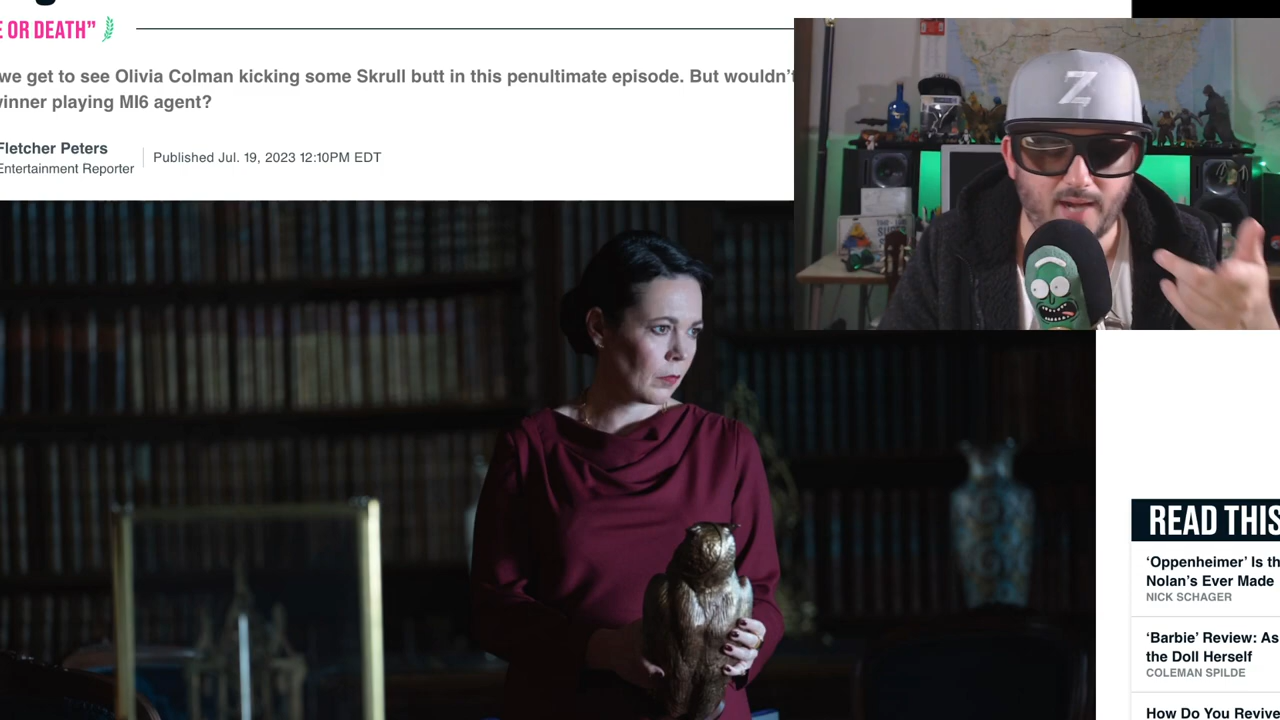 E OR DEATH”
we get to see Olivia Colman kicking some Skrull butt in this penultimate episode. But wouldn’t
winner playing MI6 agent?
Fletcher Peters
Entertainment Reporter
Published Jul. 19, 2023 12:10PM EDT
Z
READ THIS
‘Oppenheimer’ Is th
Nolan’s Ever Made
NICK SCHAGER
‘Barbie’ Review: As
the Doll Herself
COLEMAN SPILDE
How Do You Revive